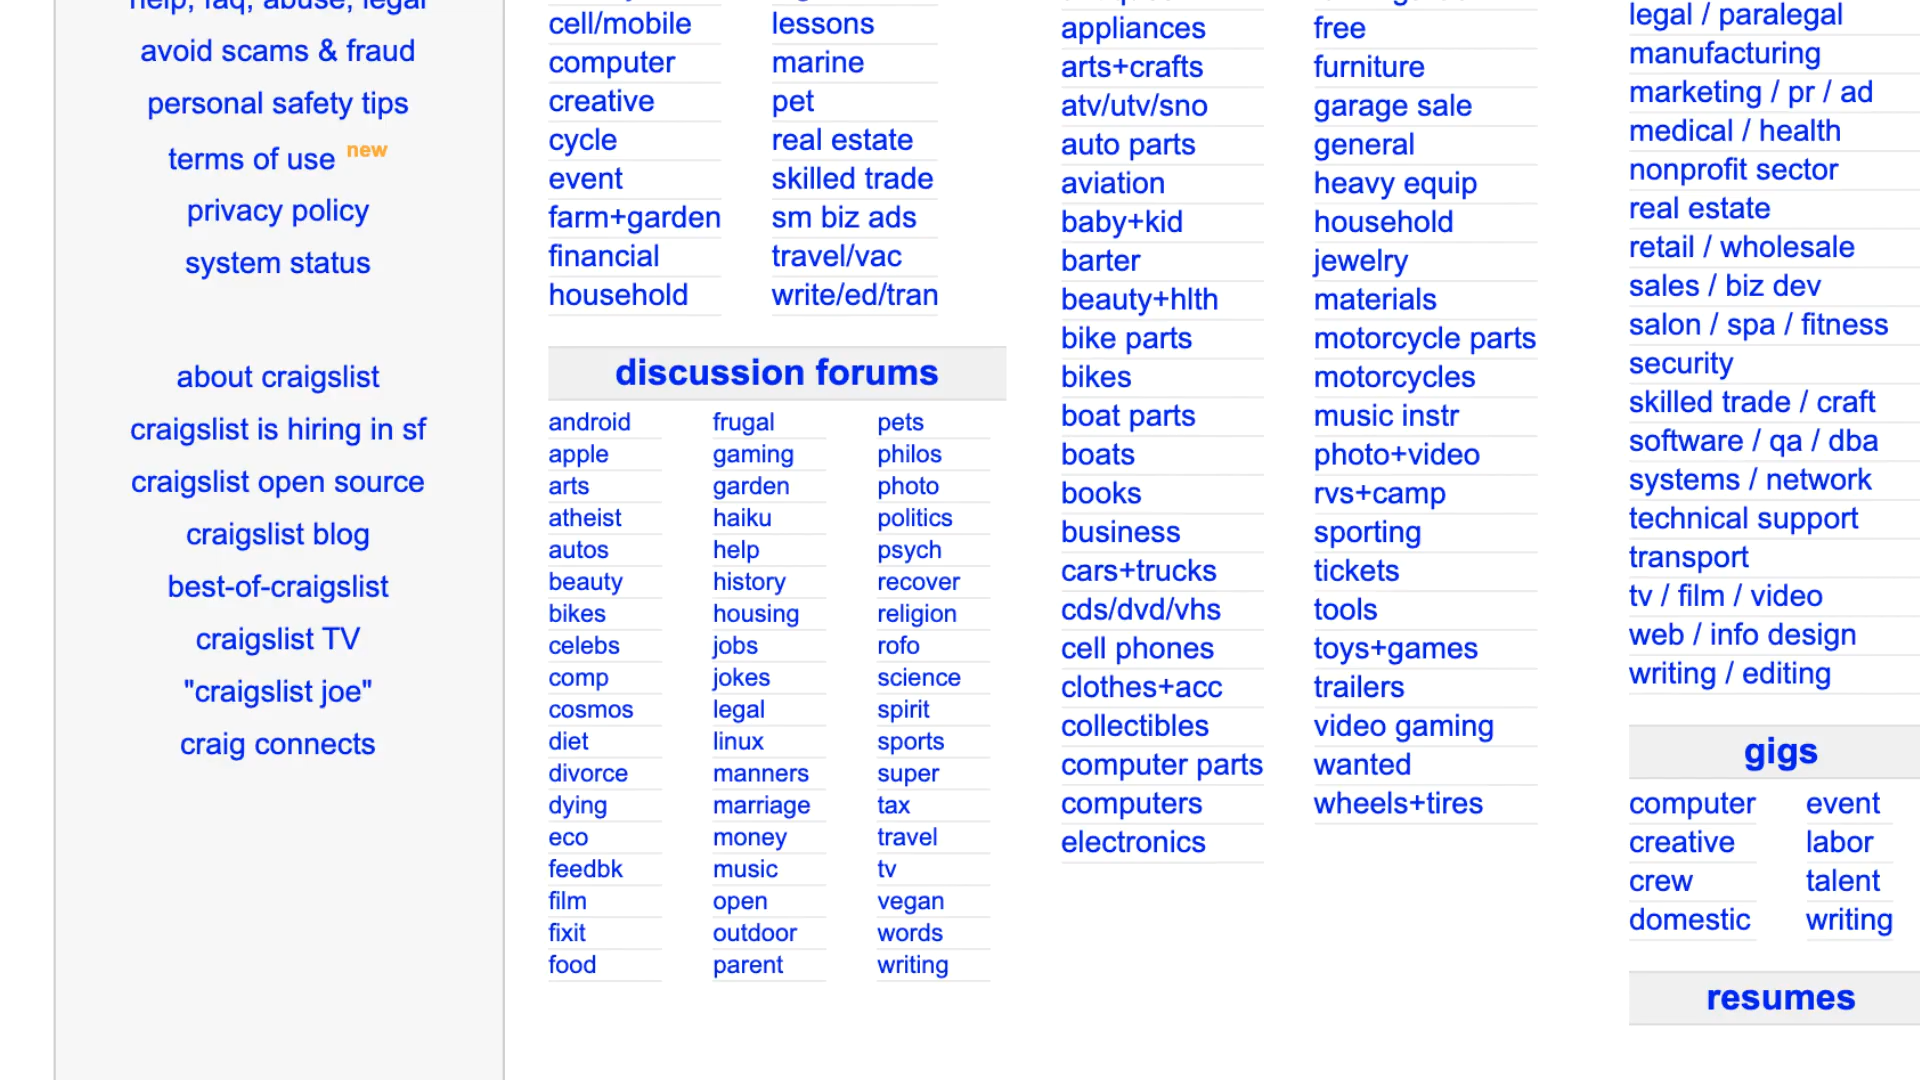 help, faq, abuse, legal
avoid scams & fraud
personal safety tips
terms of use new
privacy policy
system status
about craigslist
craigslist is hiring in sf
craigslist open source
craigslist blog
best-of-craigslist
craigslist TV
"craigslist joe"
craig connects
cell/mobile
computer
creative
cycle
event
farm+garden
financial
household
lessons
marine
pet
real estate
skilled trade
sm biz ads
travel/vac
write/ed/tran
discussion forums
android
apple
arts
atheist
autos
beauty
bikes
celebs
comp
cosmos
diet
divorce
dying
eco
feedbk
film
fixit
food
frugal
gaming
garden
haiku
help
history
housing
jobs
jokes
legal
linux
manners
marriage
money
music
open
outdoor
parent
pets
philos
photo
politics
psych
recover
religion
rofo
science
spirit
sports
super
tax
travel
tv
vegan
words
writing
appliances
arts+crafts
atv/utv/sno
auto parts
aviation
baby+kid
barter
beauty+hlth
bike parts
bikes
boat parts
boats
books
business
cars+trucks
cds/dvd/vhs
cell phones
clothes+acc
collectibles
computer parts
computers
electronics
free
furniture
garage sale
general
heavy equip
household
jewelry
materials
motorcycle parts
motorcycles
music instr
photo+video
rvs+camp
sporting
tickets
tools
toys+games
trailers
video gaming
wanted
wheels+tires
legal / paralegal
manufacturing
marketing / pr / ad
medical / health
nonprofit sector
real estate
retail / wholesale
sales / biz dev
salon / spa / fitness
security
skilled trade / craft
software / qa / dba
systems / network
technical support
transport
tv / film / video
web / info design
writing / editing
gigs
computer
creative
crew
domestic
event
labor
talent
writing
resumes